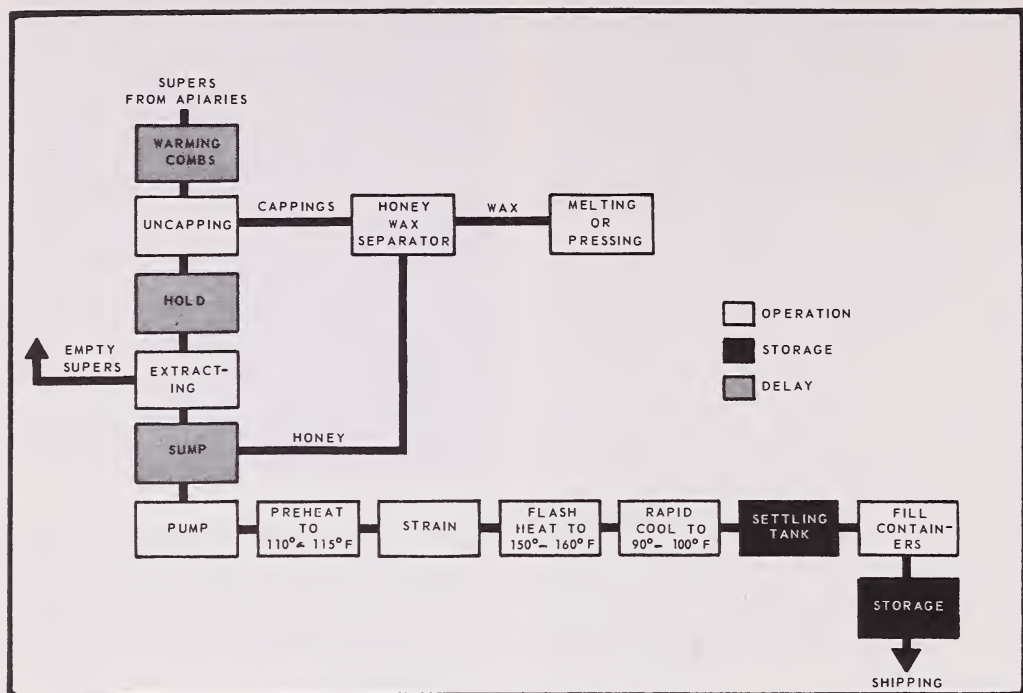 SUPERS
FROM APIARIES
WARMING
COMBS
UNCAPPING
CAPPINGS
HONEY
WAX
SEPARATOR
WAX
MELTING
OR
PRESSING
HOLD
EMPTY
SUPERS
EXTRACT-
ING
SUMP
HONEY
OPERATION
STORAGE
DELAY
PUMP
PREHEAT
TO
110° & 115° F
STRAIN
FLASH
HEAT TO
150°– 160° F
RAPID
COOL TO
90°– 100° F
SETTLING
TANK
FILL
CONTAIN-
ERS
STORAGE
SHIPPING